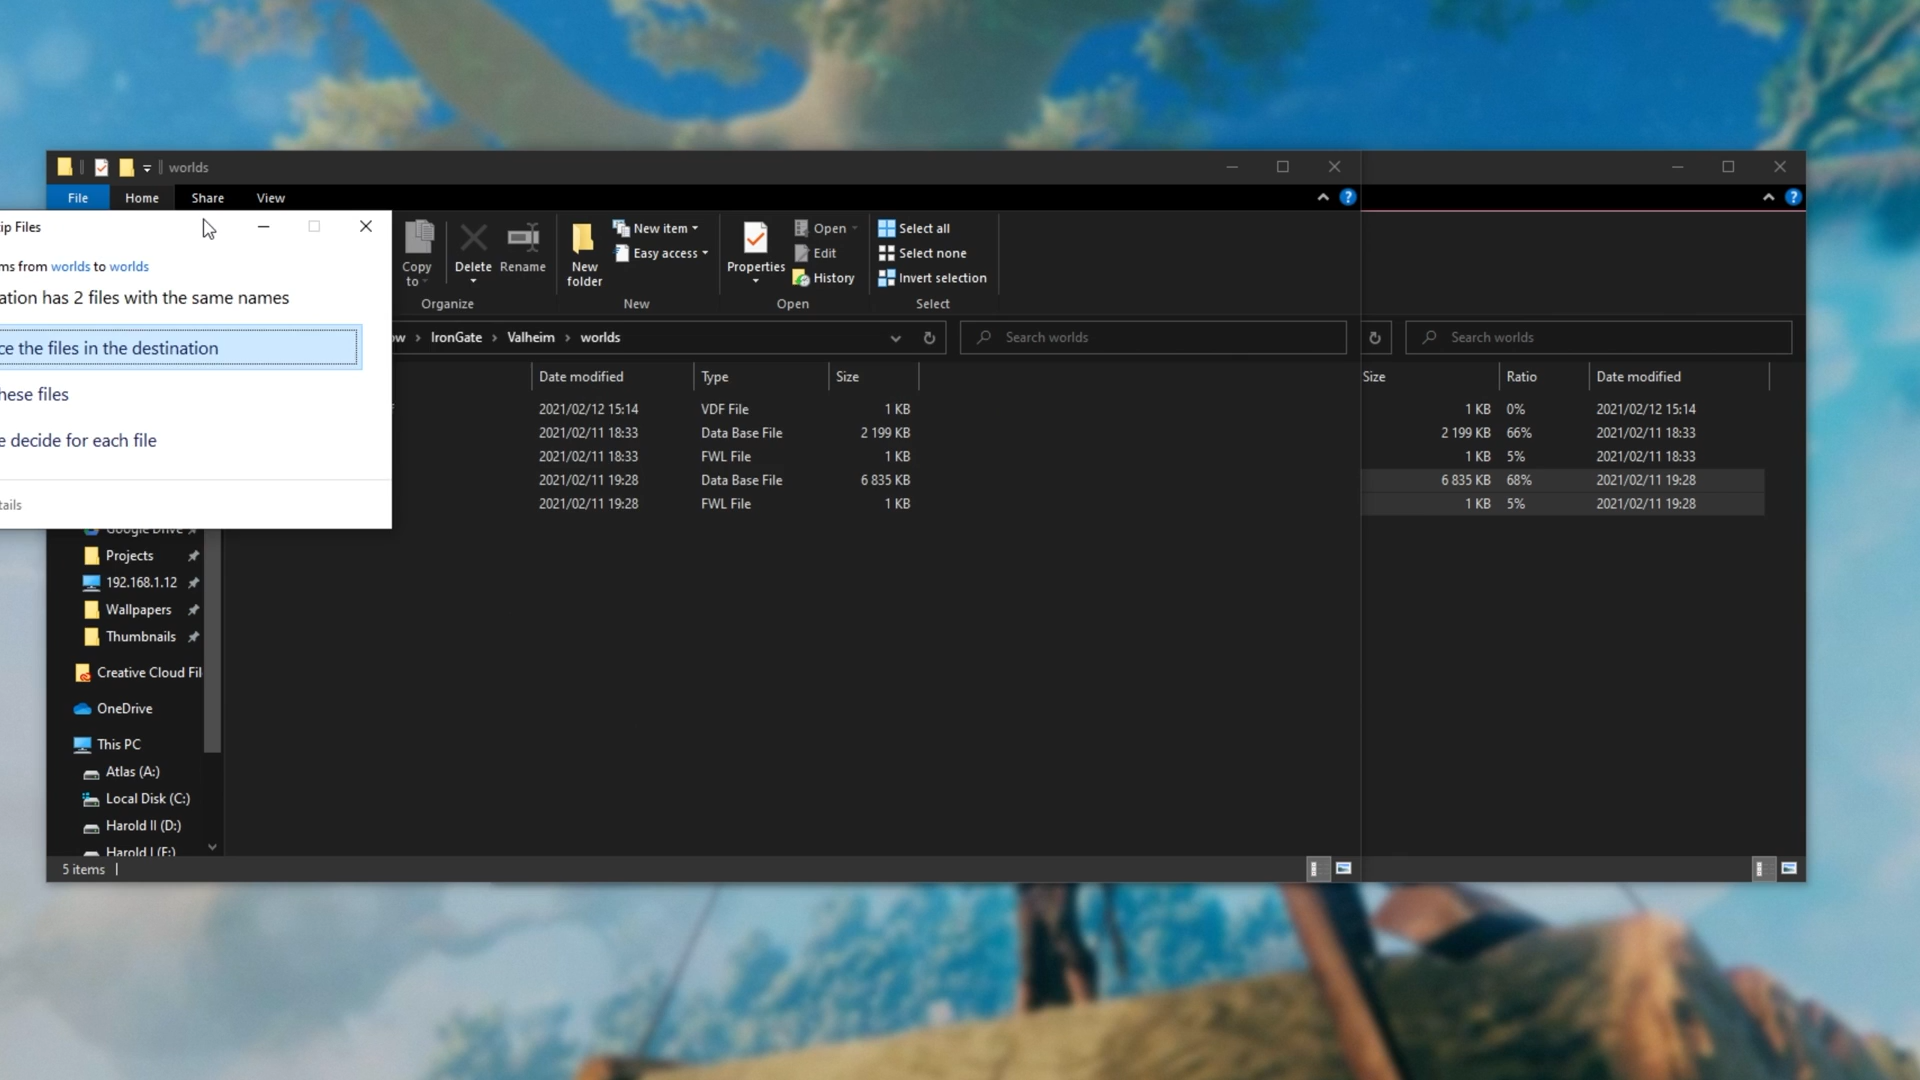 worlds
File Home Share View
ip Files
ms from worlds to worlds
ation has 2 files with the same names
ce the files in the destination
hese files
e decide for each file
tails
Copy to
Delete
Rename
Organize
New folder
New item
Easy access
New
Properties
Open
Edit
History
Open
Select all
Select none
Invert selection
Select
ow › IronGate › Valheim › worlds
Search worlds
Search worlds
Date modified Type Size
2021/02/12 15:14 VDF File 1 KB
2021/02/11 18:33 Data Base File 2 199 KB
2021/02/11 18:33 FWL File 1 KB
2021/02/11 19:28 Data Base File 6 835 KB
2021/02/11 19:28 FWL File 1 KB
Size Ratio Date modified
1 KB 0% 2021/02/12 15:14
2 199 KB 66% 2021/02/11 18:33
1 KB 5% 2021/02/11 18:33
6 835 KB 68% 2021/02/11 19:28
1 KB 5% 2021/02/11 19:28
Google Drive
Projects
192.168.1.12
Wallpapers
Thumbnails
Creative Cloud Fil
OneDrive
This PC
Atlas (A:)
Local Disk (C:)
Harold II (D:)
Harold I (F:)
5 items